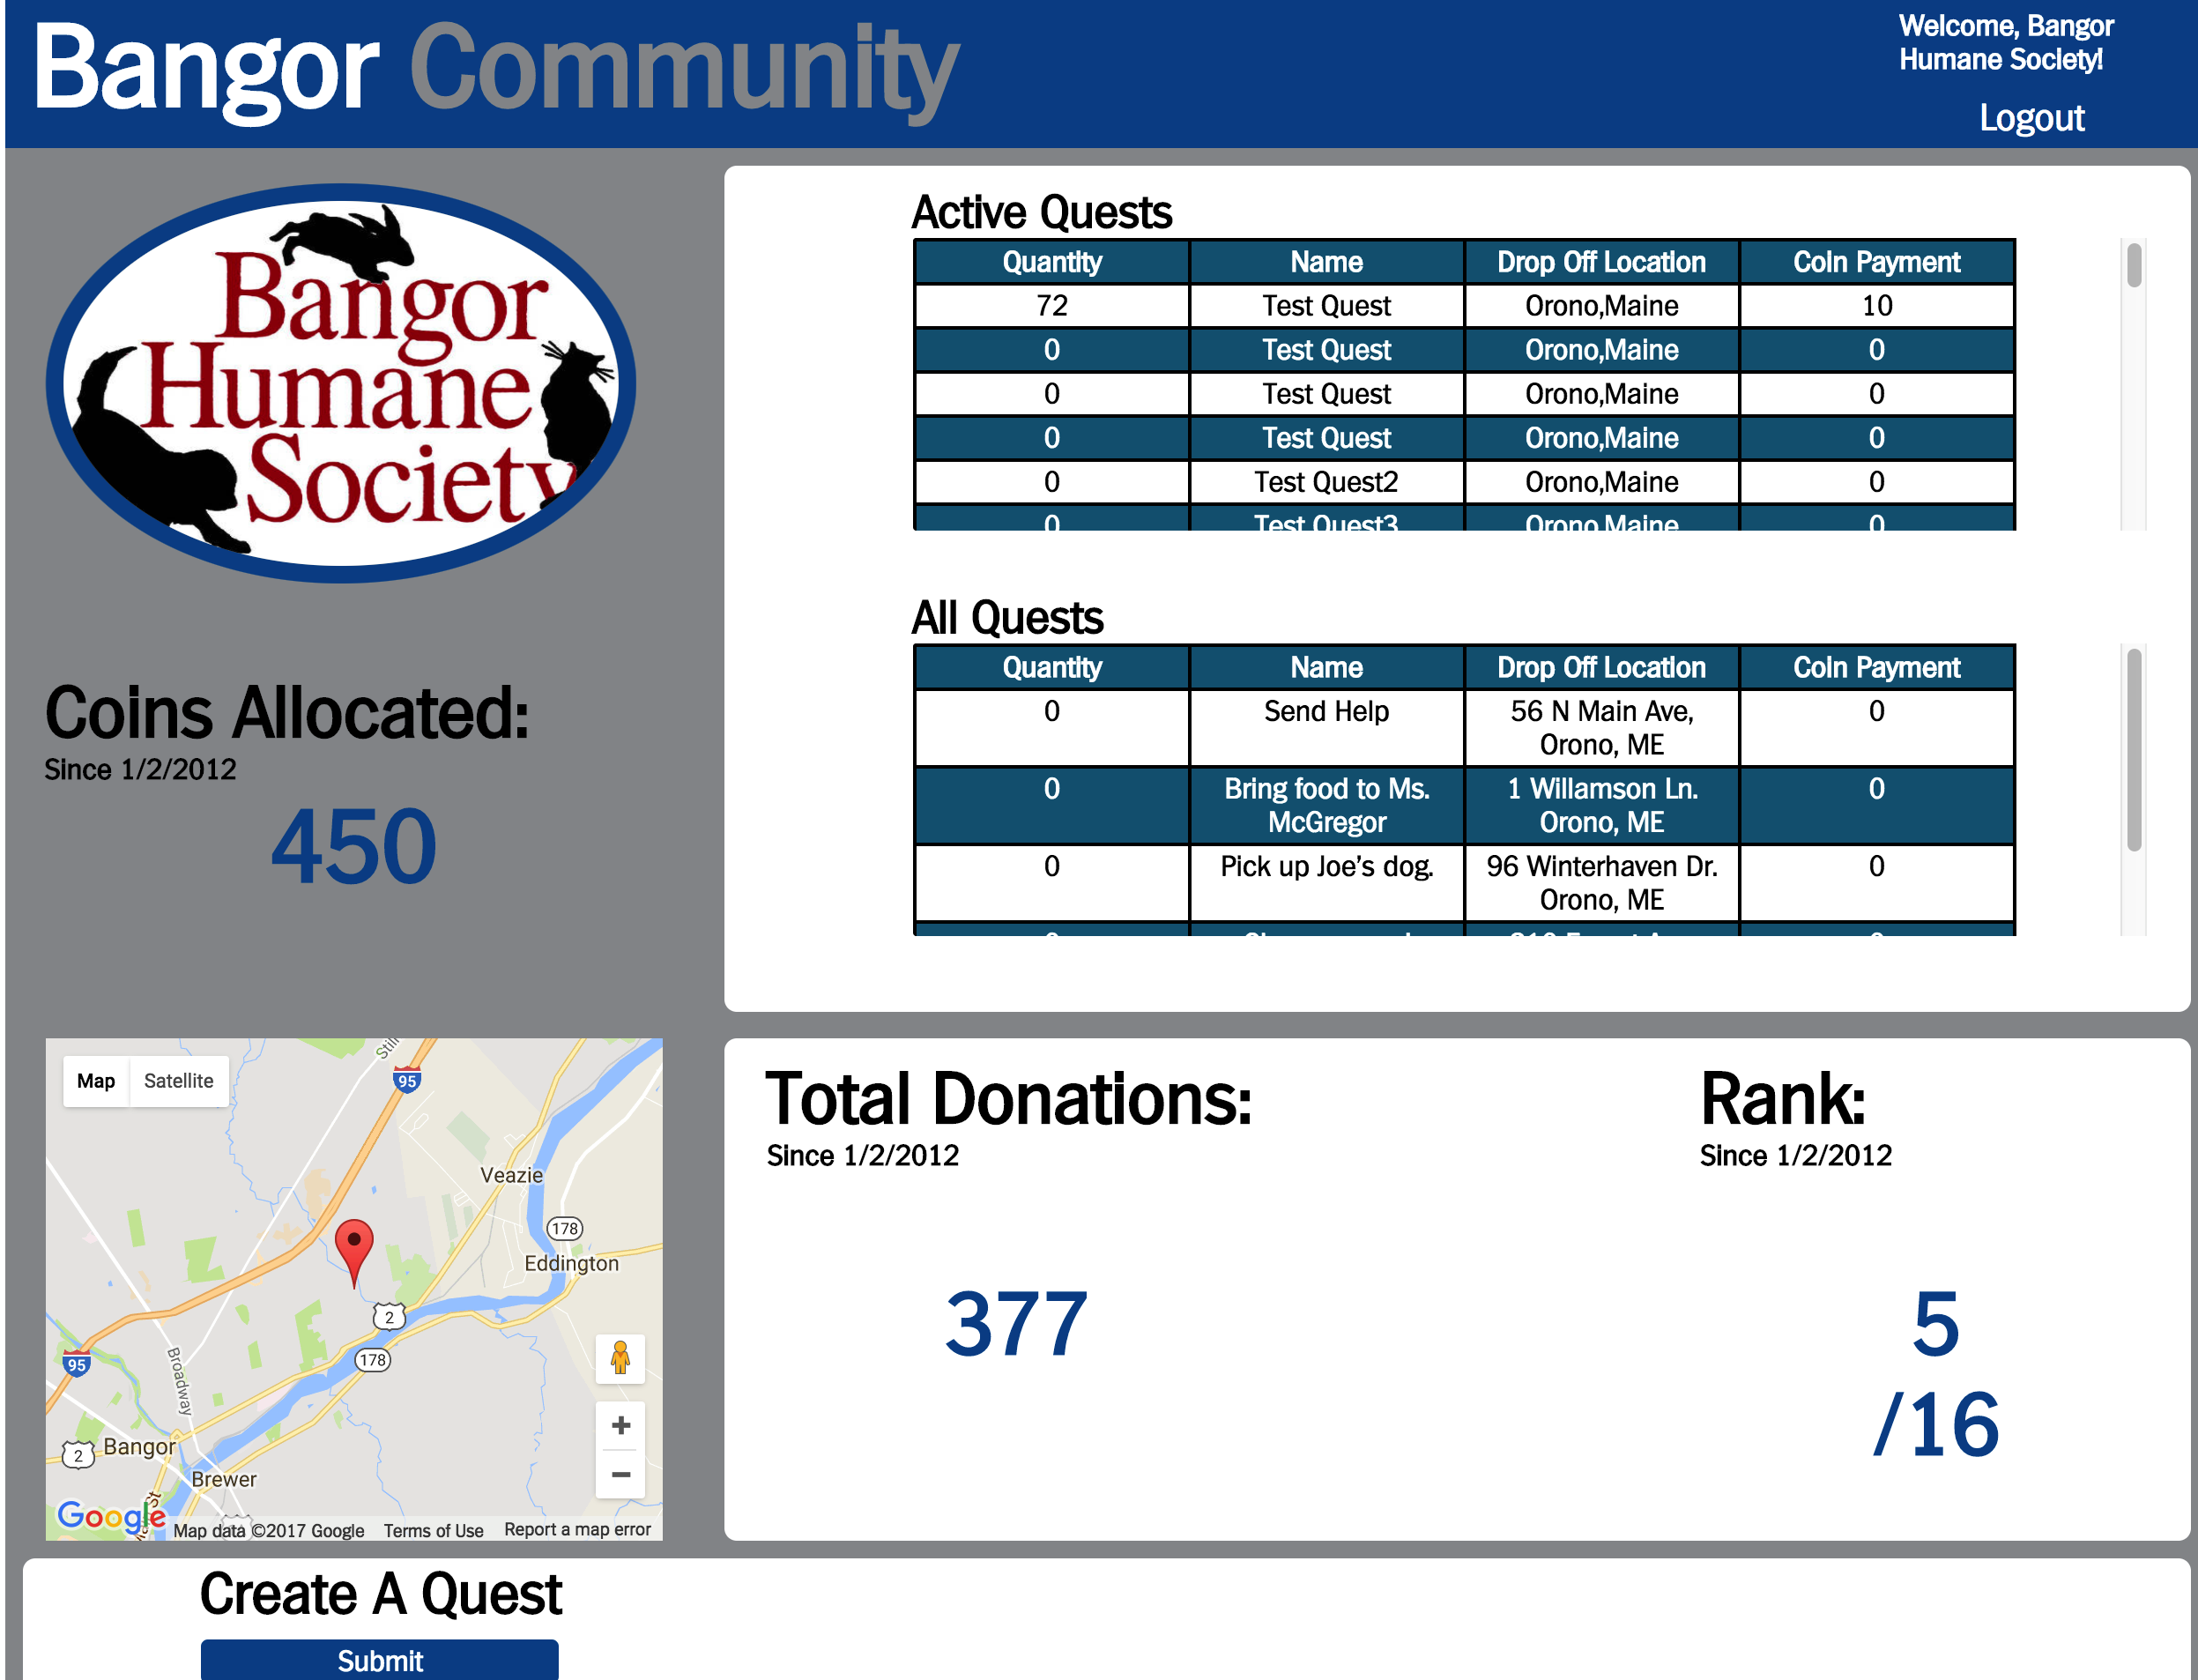 Bangor Community
Welcome, Bangor
Humane Society!
Logout
Bangor
Humane
Society
Coins Allocated:
Since 1/2/2012
450
Active Quests
Quantity Name Drop Off Location Coin Payment
72 Test Quest Orono,Maine 10
0 Test Quest Orono,Maine 0
0 Test Quest Orono,Maine 0
0 Test Quest Orono,Maine 0
0 Test Quest2 Orono,Maine 0
0 Test Quest3 Orono,Maine 0
All Quests
Quantity Name Drop Off Location Coin Payment
0 Send Help 56 N Main Ave,
Orono, ME 0
0 Bring food to Ms.
McGregor 1 Willamson Ln.
Orono, ME 0
0 Pick up Joe's dog. 96 Winterhaven Dr.
Orono, ME 0
Map Satellite
95
Veazie
178
Eddington
2
178
95
Broadway
2
Bangor
Brewer
Google
Map data ©2017 Google Terms of Use Report a map error
Total Donations:
Since 1/2/2012
377
Rank:
Since 1/2/2012
5
/16
Create A Quest
Submit